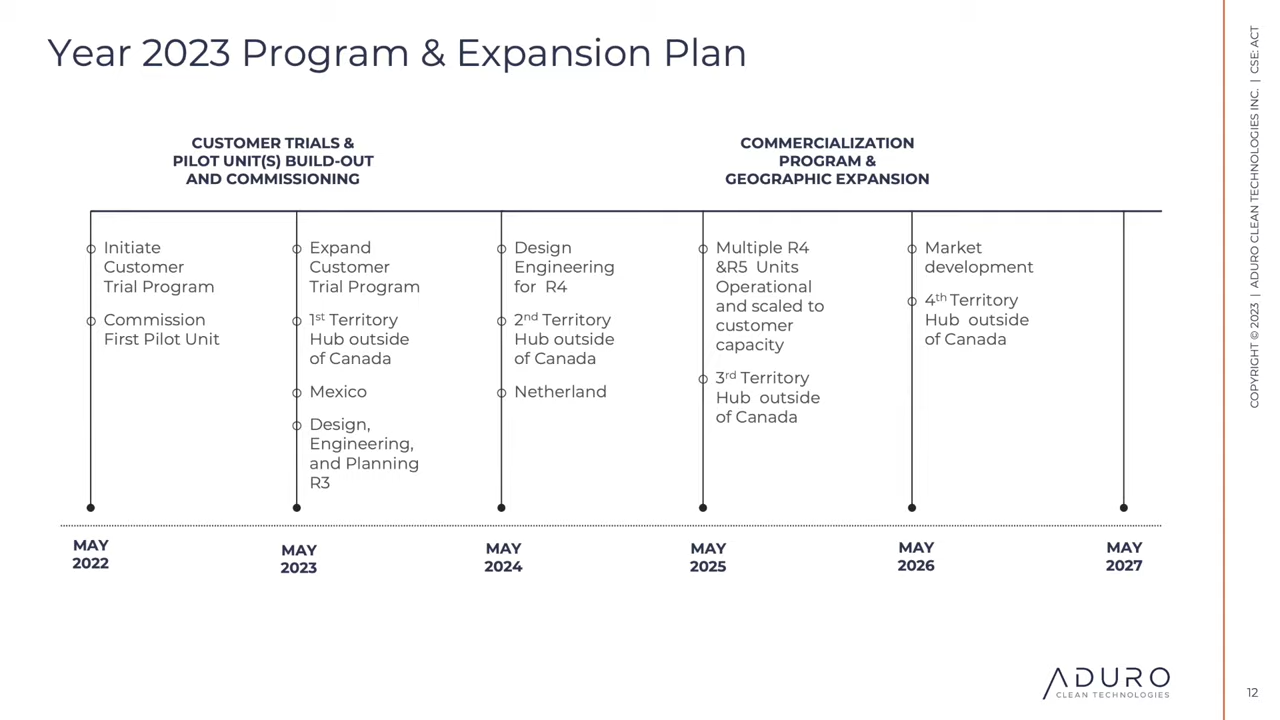 Year 2023 Program & Expansion Plan
CUSTOMER TRIALS &
PILOT UNIT(S) BUILD-OUT
AND COMMISSIONING
COMMERCIALIZATION
PROGRAM &
GEOGRAPHIC EXPANSION
Initiate
Customer
Trial Program
Commission
First Pilot Unit
Expand
Customer
Trial Program
1st Territory
Hub outside
of Canada
Mexico
Design,
Engineering,
and Planning
R3
Design
Engineering
for R4
2nd Territory
Hub outside
of Canada
Netherland
Multiple R4
&R5 Units
Operational
and scaled to
customer
capacity
3rd Territory
Hub outside
of Canada
Market
development
4th Territory
Hub outside
of Canada
MAY
2022
MAY
2023
MAY
2024
MAY
2025
MAY
2026
MAY
2027
ADURO
CLEAN TECHNOLOGIES
COPYRIGHT © 2023 | ADURO CLEAN TECHNOLOGIES INC. | CSE: ACT
12